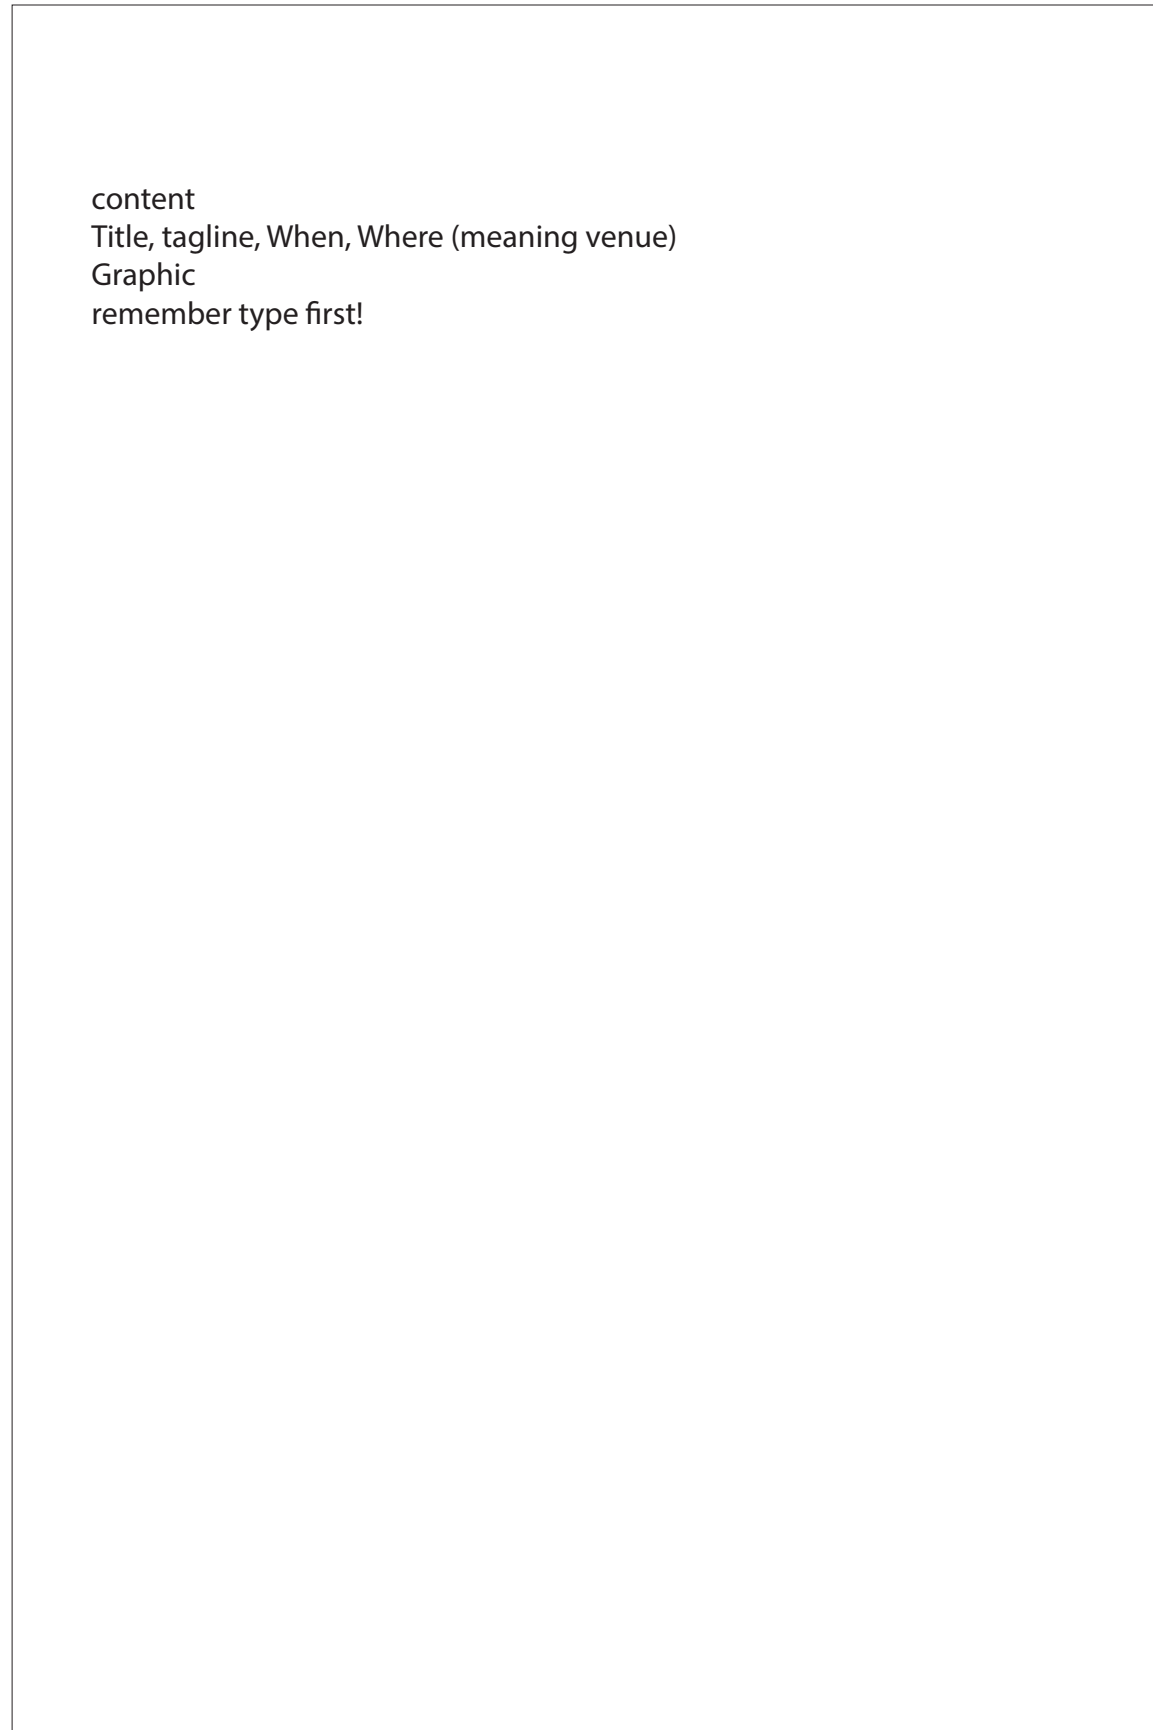 content
Title, tagline, When, Where (meaning venue)
Graphic
remember type first!